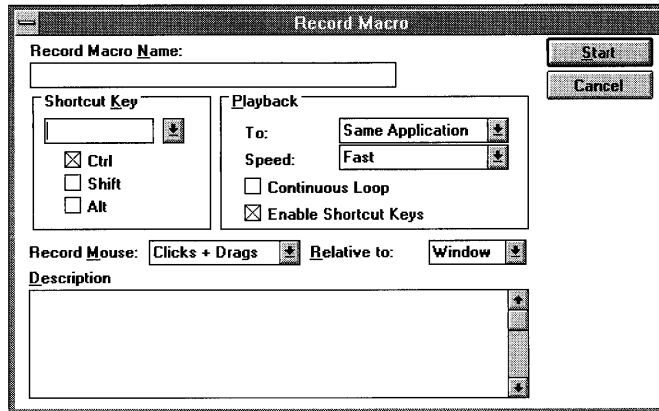 Record Macro
Record Macro Name:
Start
Cancel
Shortcut Key
Ctrl
Shift
Alt
Playback
To: Same Application
Speed: Fast
Continuous Loop
Enable Shortcut Keys
Record Mouse: Clicks + Drags Relative to: Window
Description